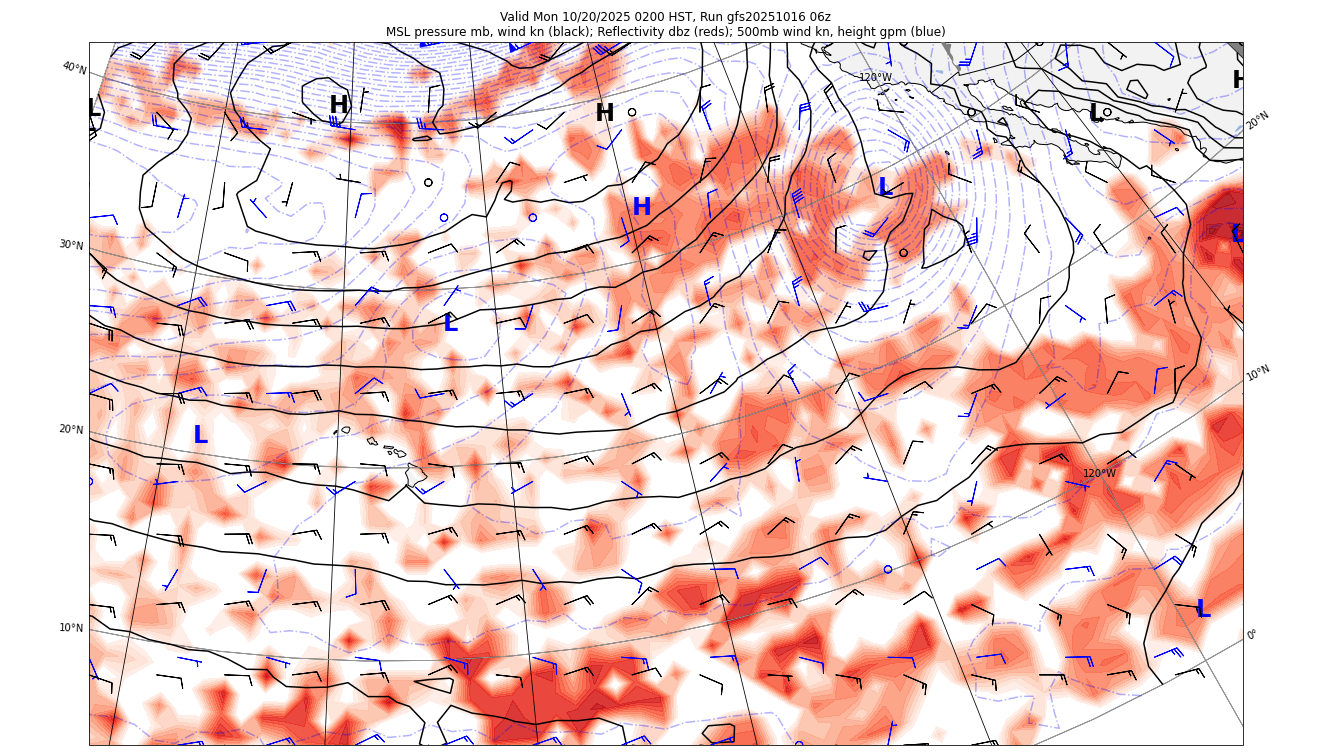 Valid Mon 10/20/2025 0200 HST, Run gfs20251016 06z
MSL pressure mb, wind kn (black); Reflectivity dbz (reds); 500mb wind kn, height gpm (blue)
40°N
120°W
H
L
H
H
L
20°N
L
H
L
30°N
L
10°N
L
20°N
120°W
L
10°N
0°